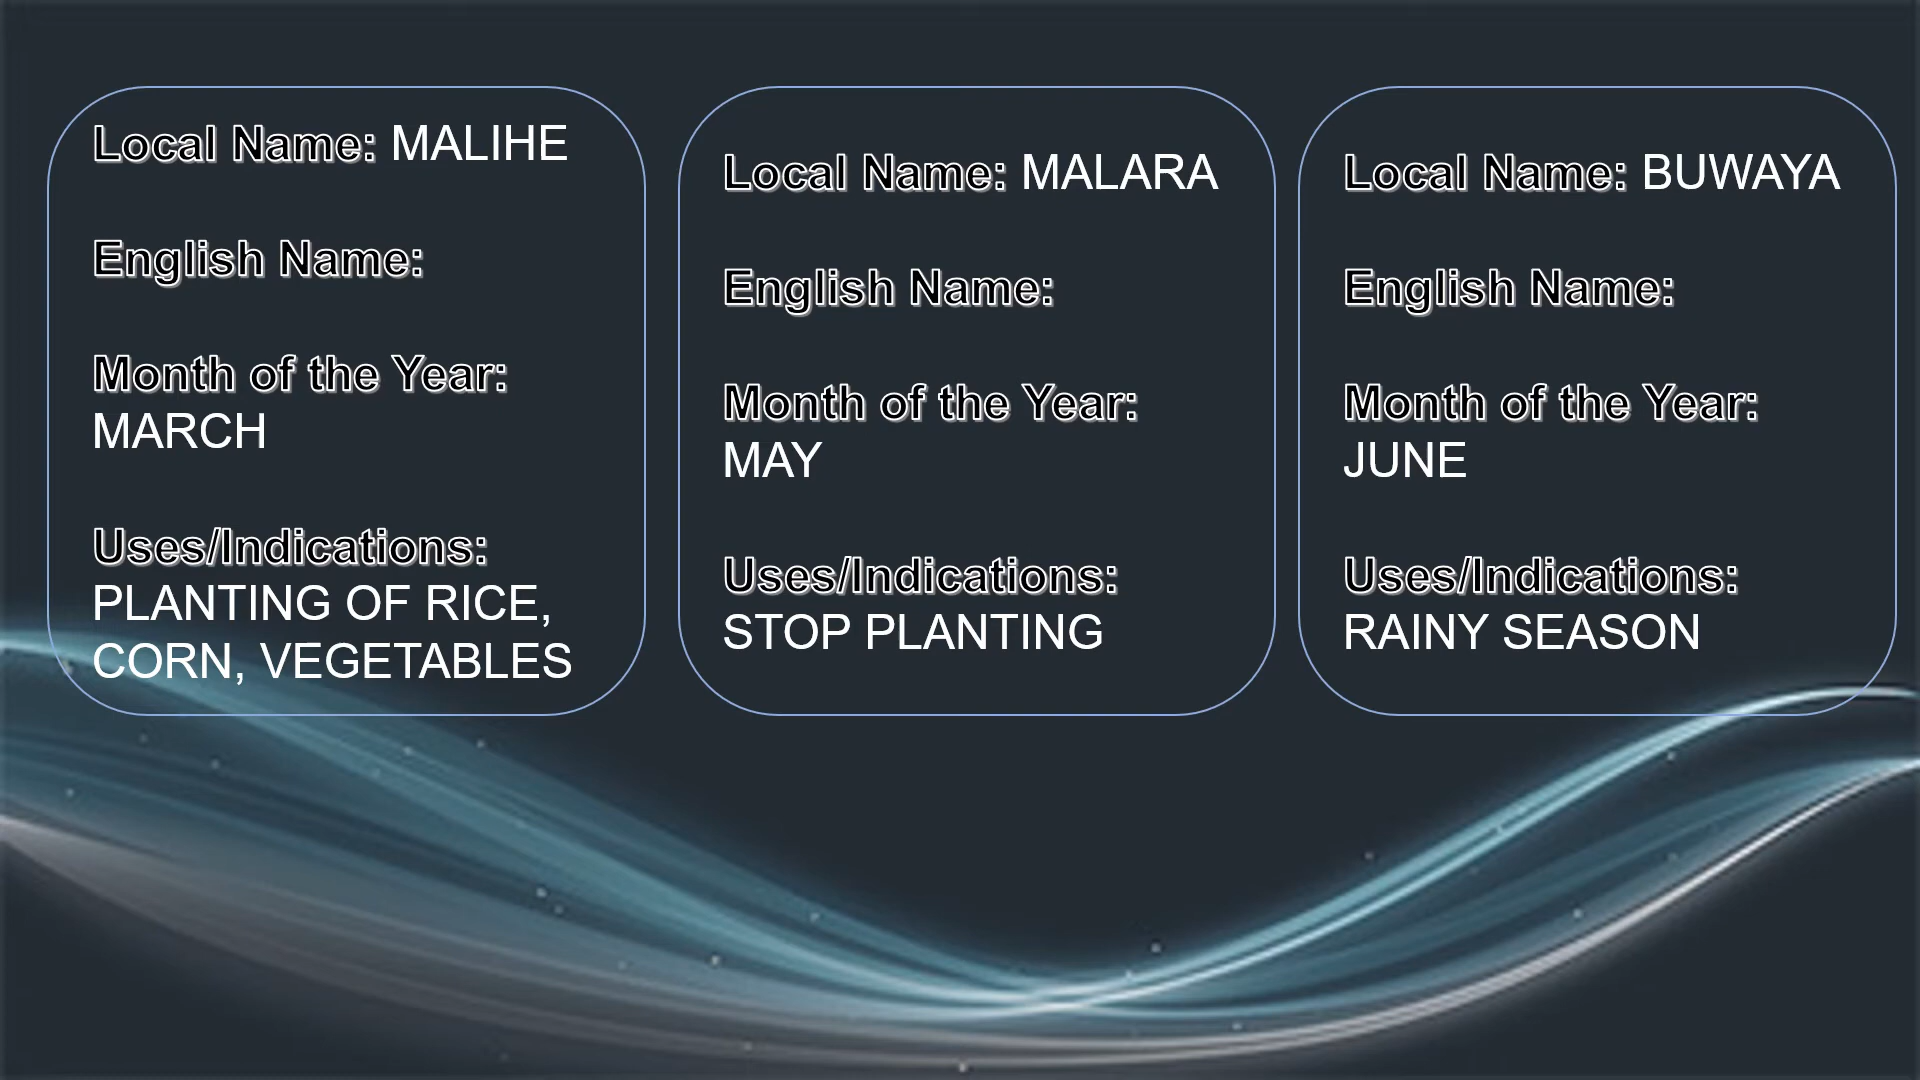 Local Name: MALIHE
English Name:
Month of the Year:
MARCH
Uses/Indications:
PLANTING OF RICE,
CORN, VEGETABLES
Local Name: MALARA
English Name:
Month of the Year:
MAY
Uses/Indications:
STOP PLANTING
Local Name: BUWAYA
English Name:
Month of the Year:
JUNE
Uses/Indications:
RAINY SEASON